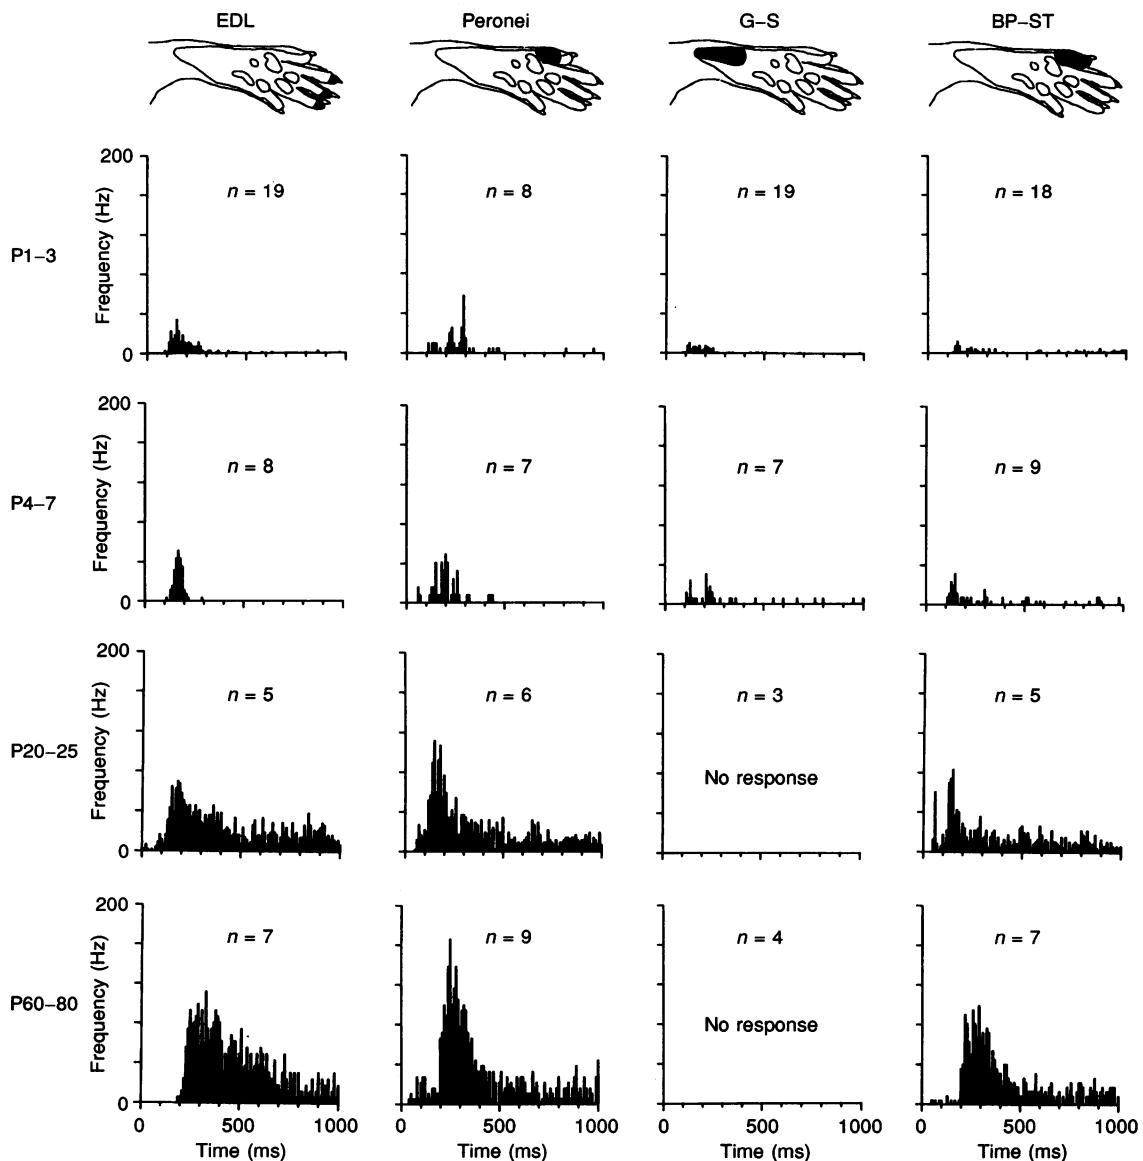 EDL Peronei G–S BP–ST
200
n = 19 n = 8 n = 19 n = 18
P1–3
Frequency (Hz)
0
200
n = 8 n = 7 n = 7 n = 9
P4–7
Frequency (Hz)
0
200
n = 5 n = 6 n = 3 n = 5
P20–25
Frequency (Hz)
No response
0
200
n = 7 n = 9 n = 4 n = 7
P60–80
Frequency (Hz)
No response
0
0 500 1000 0 500 1000 0 500 1000 0 500 1000
Time (ms) Time (ms) Time (ms) Time (ms)